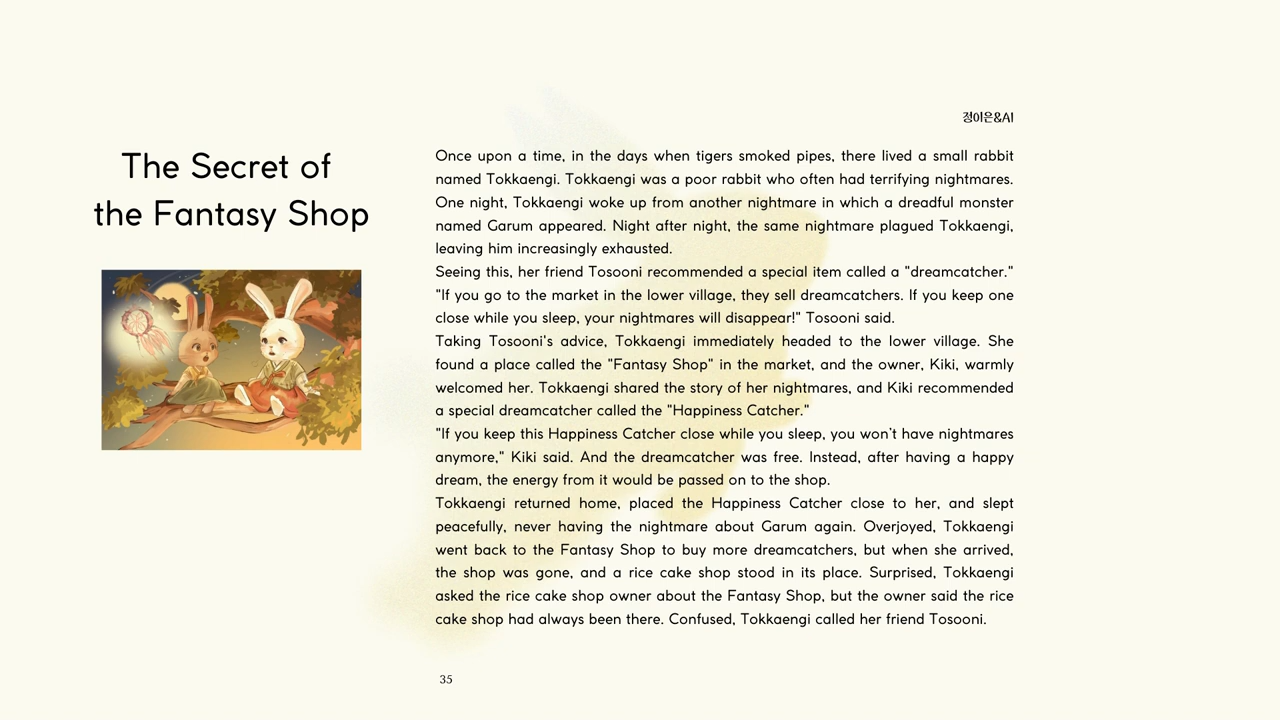 The Secret of
the Fantasy Shop
정이은&AI
Once upon a time, in the days when tigers smoked pipes, there lived a small rabbit
named Tokkaengi. Tokkaengi was a poor rabbit who often had terrifying nightmares.
One night, Tokkaengi woke up from another nightmare in which a dreadful monster
named Garum appeared. Night after night, the same nightmare plagued Tokkaengi,
leaving him increasingly exhausted.
Seeing this, her friend Tosooni recommended a special item called a "dreamcatcher."
"If you go to the market in the lower village, they sell dreamcatchers. If you keep one
close while you sleep, your nightmares will disappear!" Tosooni said.
Taking Tosooni's advice, Tokkaengi immediately headed to the lower village. She
found a place called the "Fantasy Shop" in the market, and the owner, Kiki, warmly
welcomed her. Tokkaengi shared the story of her nightmares, and Kiki recommended
a special dreamcatcher called the "Happiness Catcher."
"If you keep this Happiness Catcher close while you sleep, you won't have nightmares
anymore," Kiki said. And the dreamcatcher was free. Instead, after having a happy
dream, the energy from it would be passed on to the shop.
Tokkaengi returned home, placed the Happiness Catcher close to her, and slept
peacefully, never having the nightmare about Garum again. Overjoyed, Tokkaengi
went back to the Fantasy Shop to buy more dreamcatchers, but when she arrived,
the shop was gone, and a rice cake shop stood in its place. Surprised, Tokkaengi
asked the rice cake shop owner about the Fantasy Shop, but the owner said the rice
cake shop had always been there. Confused, Tokkaengi called her friend Tosooni.
35